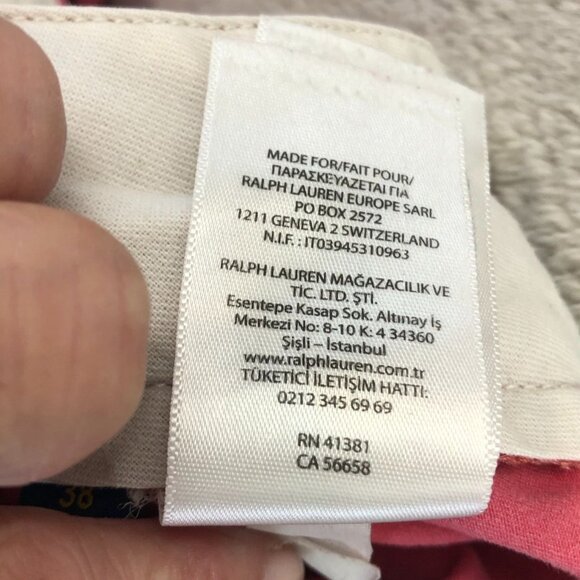 MADE FOR/FAIT POUR/
ΠΑΡΑΣΚΕΥΑΖΕΤΑΙ ΓΙΑ
RALPH LAUREN EUROPE SARL
PO BOX 2572
1211 GENEVA 2 SWITZERLAND
N.I.F. : IT03945310963
RALPH LAUREN MAĞAZACILIK VE
TİC. LTD. ŞTİ.
Esentepe Kasap Sok. Altınay İş
Merkezi No: 8-10 K: 4 34360
Şişli – İstanbul
www.ralphlauren.com.tr
TÜKETİCİ İLETİŞİM HATTI:
0212 345 69 69
RN 41381
CA 56658
38